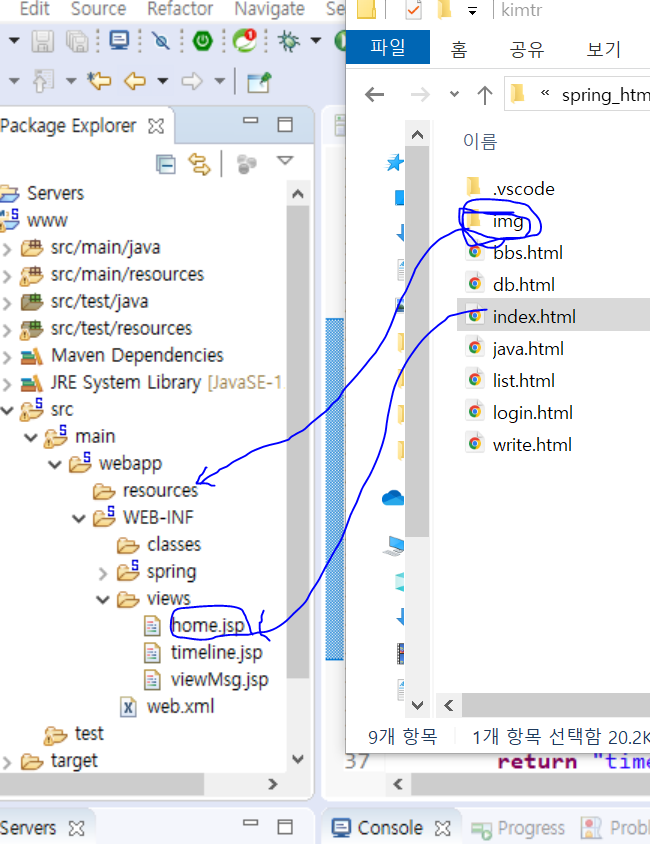 Edit Source Refactor Navigate Se
Package Explorer
Servers
www
src/main/java
src/main/resources
src/test/java
src/test/resources
Maven Dependencies
JRE System Library [JavaSE-1.
src
main
webapp
resources
WEB-INF
classes
spring
views
home.jsp
timeline.jsp
viewMsg.jsp
web.xml
test
target
Servers
kimtr
파일 홈 공유 보기
« spring_htm
이름
.vscode
img
bbs.html
db.html
index.html
java.html
list.html
login.html
write.html
9개 항목 1개 항목 선택함 20.2K
37 return "time
Console Progress Probl